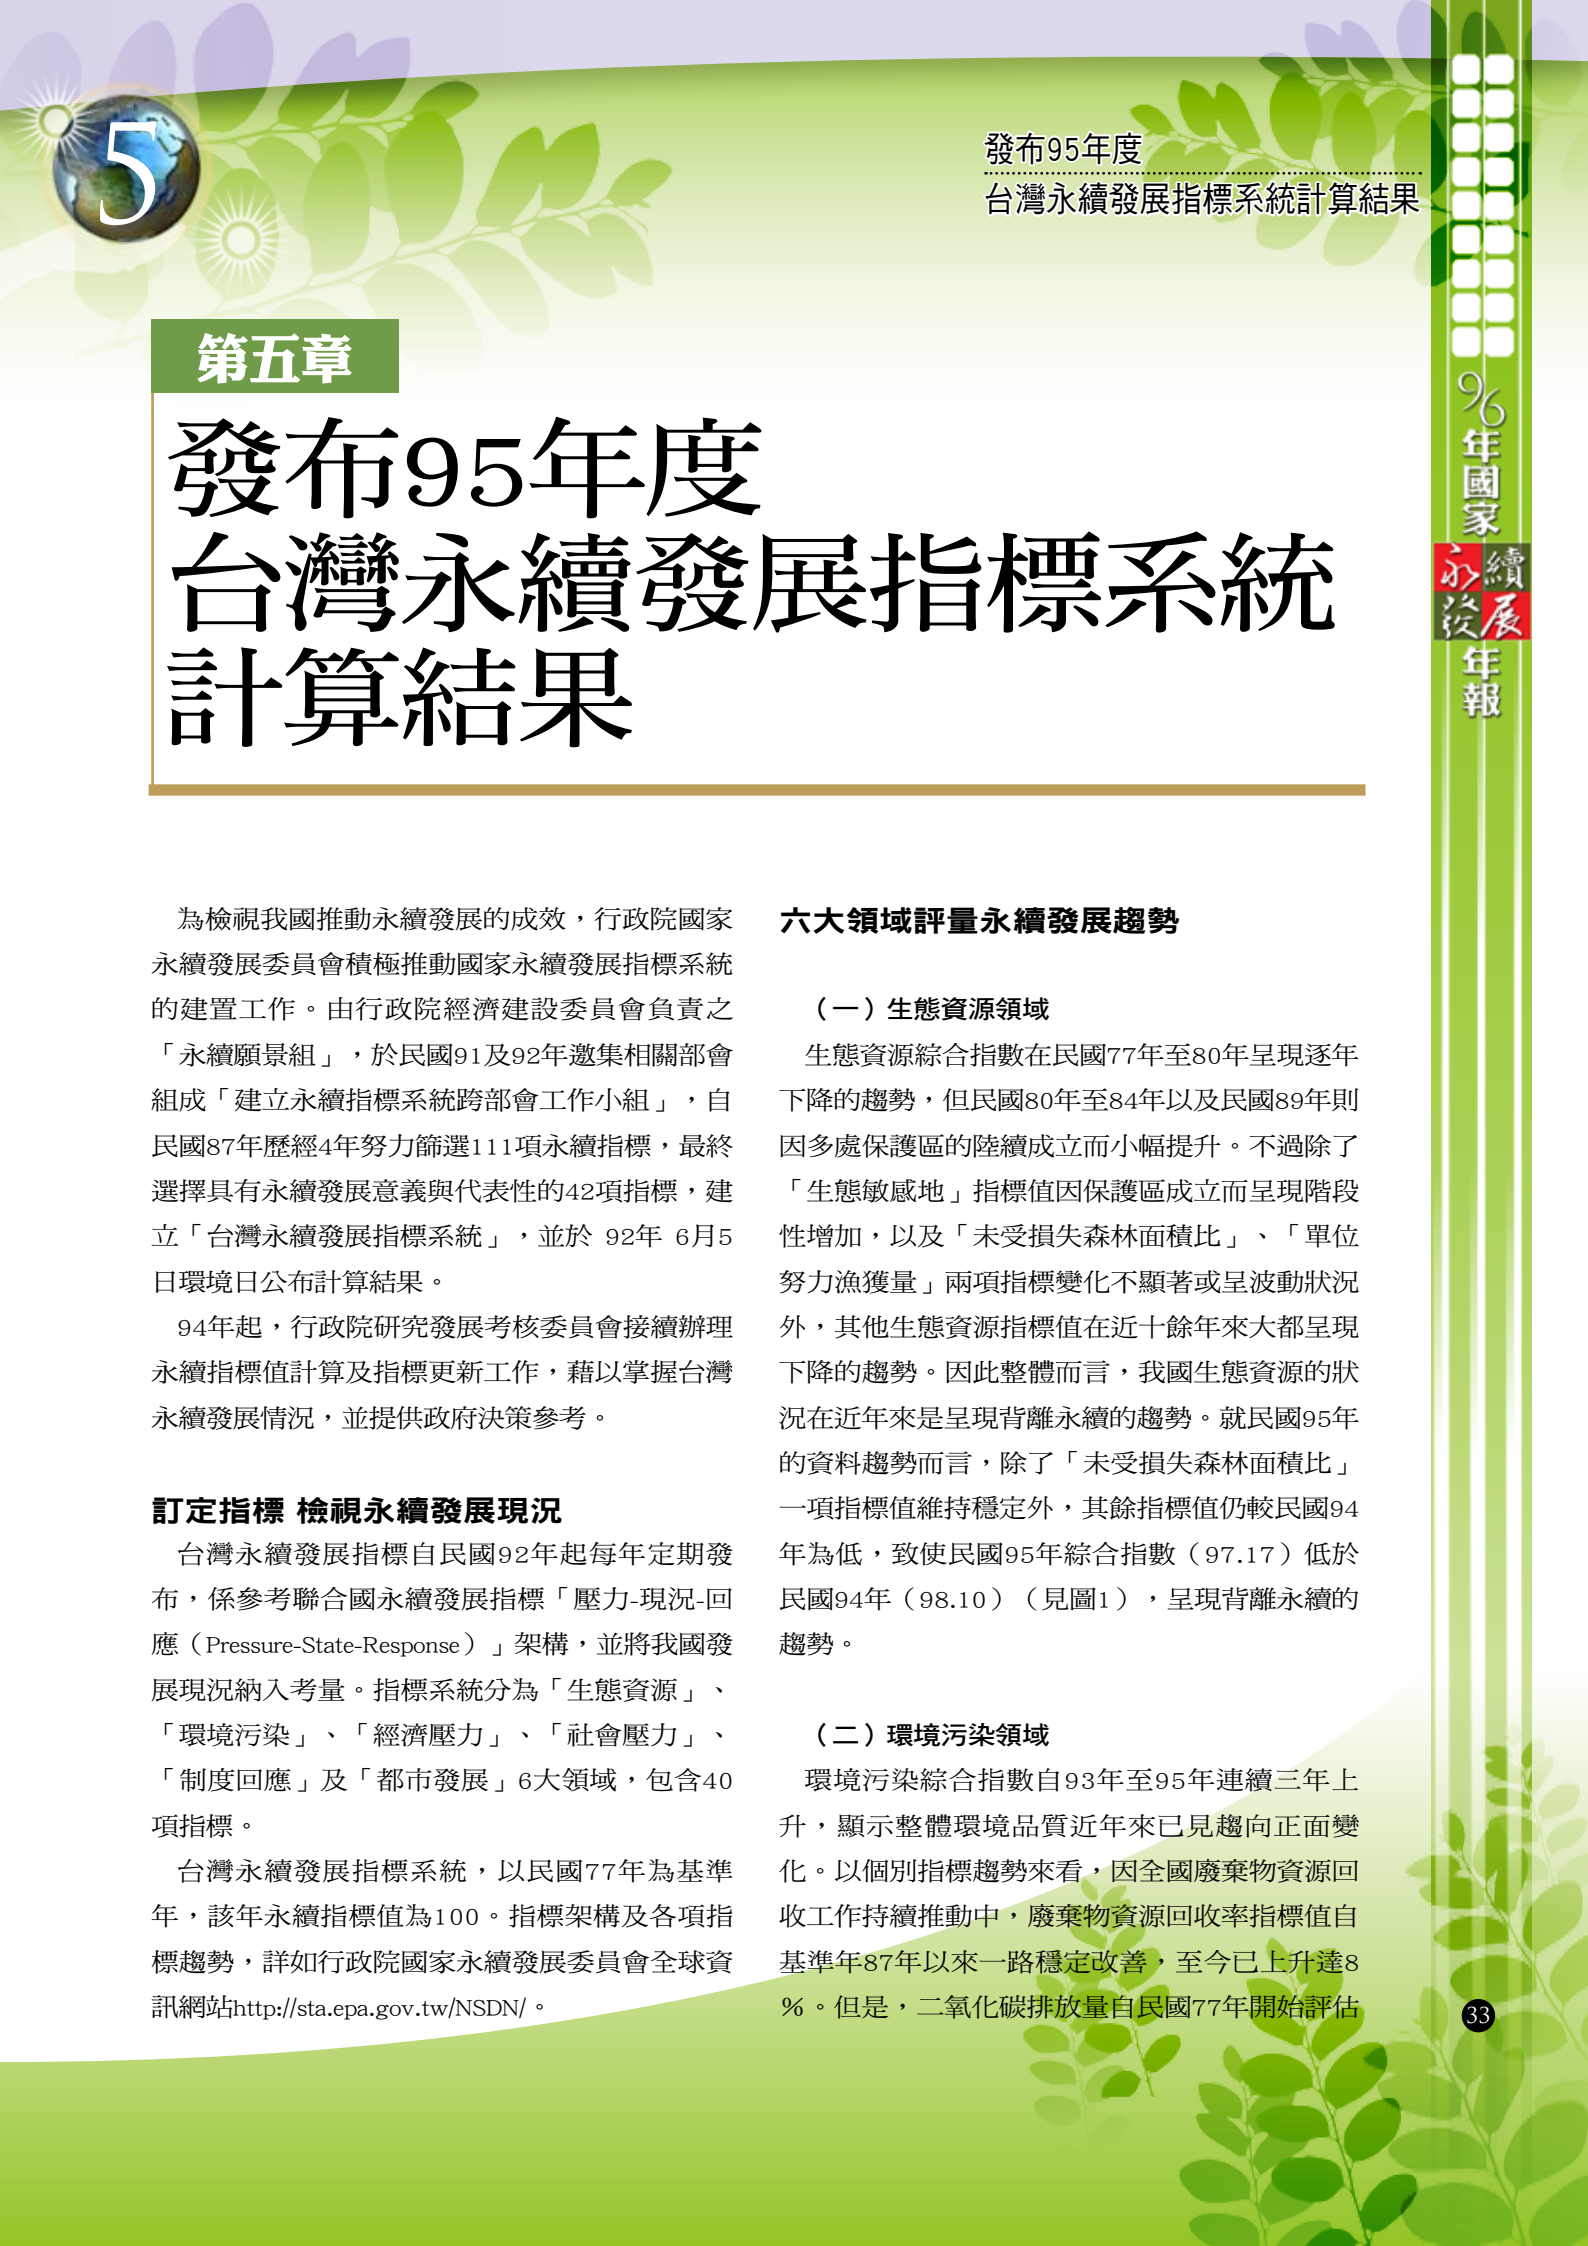 5
發布95年度
台灣永續發展指標系統計算結果
第五章
發布95年度
台灣永續發展指標系統
計算結果
為檢視我國推動永續發展的成效，行政院國家
永續發展委員會積極推動國家永續發展指標系統
的建置工作。由行政院經濟建設委員會負責之
「永續願景組」，於民國91及92年邀集相關部會
組成「建立永續指標系統跨部會工作小組」，自
民國87年歷經4年努力篩選111項永續指標，最終
選擇具有永續發展意義與代表性的42項指標，建
立「台灣永續發展指標系統」，並於 92年 6月5
日環境日公布計算結果。
94年起，行政院研究發展考核委員會接續辦理
永續指標值計算及指標更新工作，藉以掌握台灣
永續發展情況，並提供政府決策參考。
訂定指標 檢視永續發展現況
台灣永續發展指標自民國92年起每年定期發
布，係參考聯合國永續發展指標「壓力-現況-回
應（Pressure-State-Response）」架構，並將我國發
展現況納入考量。指標系統分為「生態資源」、
「環境污染」、「經濟壓力」、「社會壓力」、
「制度回應」及「都市發展」6大領域，包含40
項指標。
台灣永續發展指標系統，以民國77年為基準
年，該年永續指標值為100。指標架構及各項指
標趨勢，詳如行政院國家永續發展委員會全球資
訊網站http://sta.epa.gov.tw/NSDN/。
六大領域評量永續發展趨勢
（一）生態資源領域
生態資源綜合指數在民國77年至80年呈現逐年
下降的趨勢，但民國80年至84年以及民國89年則
因多處保護區的陸續成立而小幅提升。不過除了
「生態敏感地」指標值因保護區成立而呈現階段
性增加，以及「未受損失森林面積比」、「單位
努力漁獲量」兩項指標變化不顯著或呈波動狀況
外，其他生態資源指標值在近十餘年來大都呈現
下降的趨勢。因此整體而言，我國生態資源的狀
況在近年來是呈現背離永續的趨勢。就民國95年
的資料趨勢而言，除了「未受損失森林面積比」
一項指標值維持穩定外，其餘指標值仍較民國94
年為低，致使民國95年綜合指數（97.17）低於
民國94年（98.10）（見圖1），呈現背離永續的
趨勢。
（二）環境污染領域
環境污染綜合指數自93年至95年連續三年上
升，顯示整體環境品質近年來已見趨向正面變
化。以個別指標趨勢來看，因全國廢棄物資源回
收工作持續推動中，廢棄物資源回收率指標值自
基準年87年以來一路穩定改善，至今已上升達8
％。但是，二氧化碳排放量自民國77年開始評估
96年國家
永續
發展
年報
33